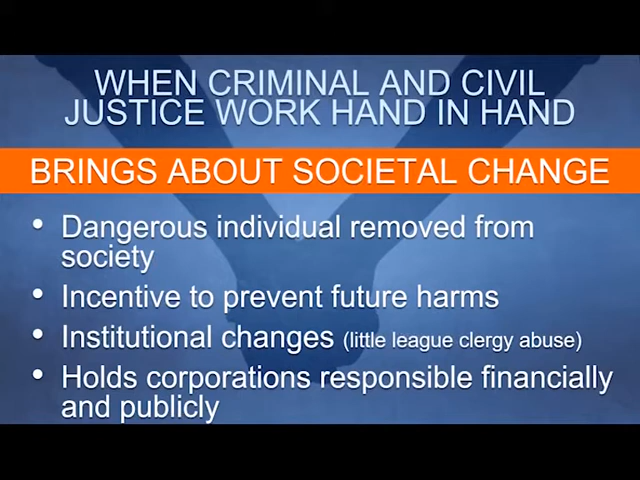 WHEN CRIMINAL AND CIVIL
JUSTICE WORK HAND IN HAND
BRINGS ABOUT SOCIETAL CHANGE
• Dangerous individual removed from
society
• Incentive to prevent future harms
• Institutional changes (little league clergy abuse)
• Holds corporations responsible financially
and publicly